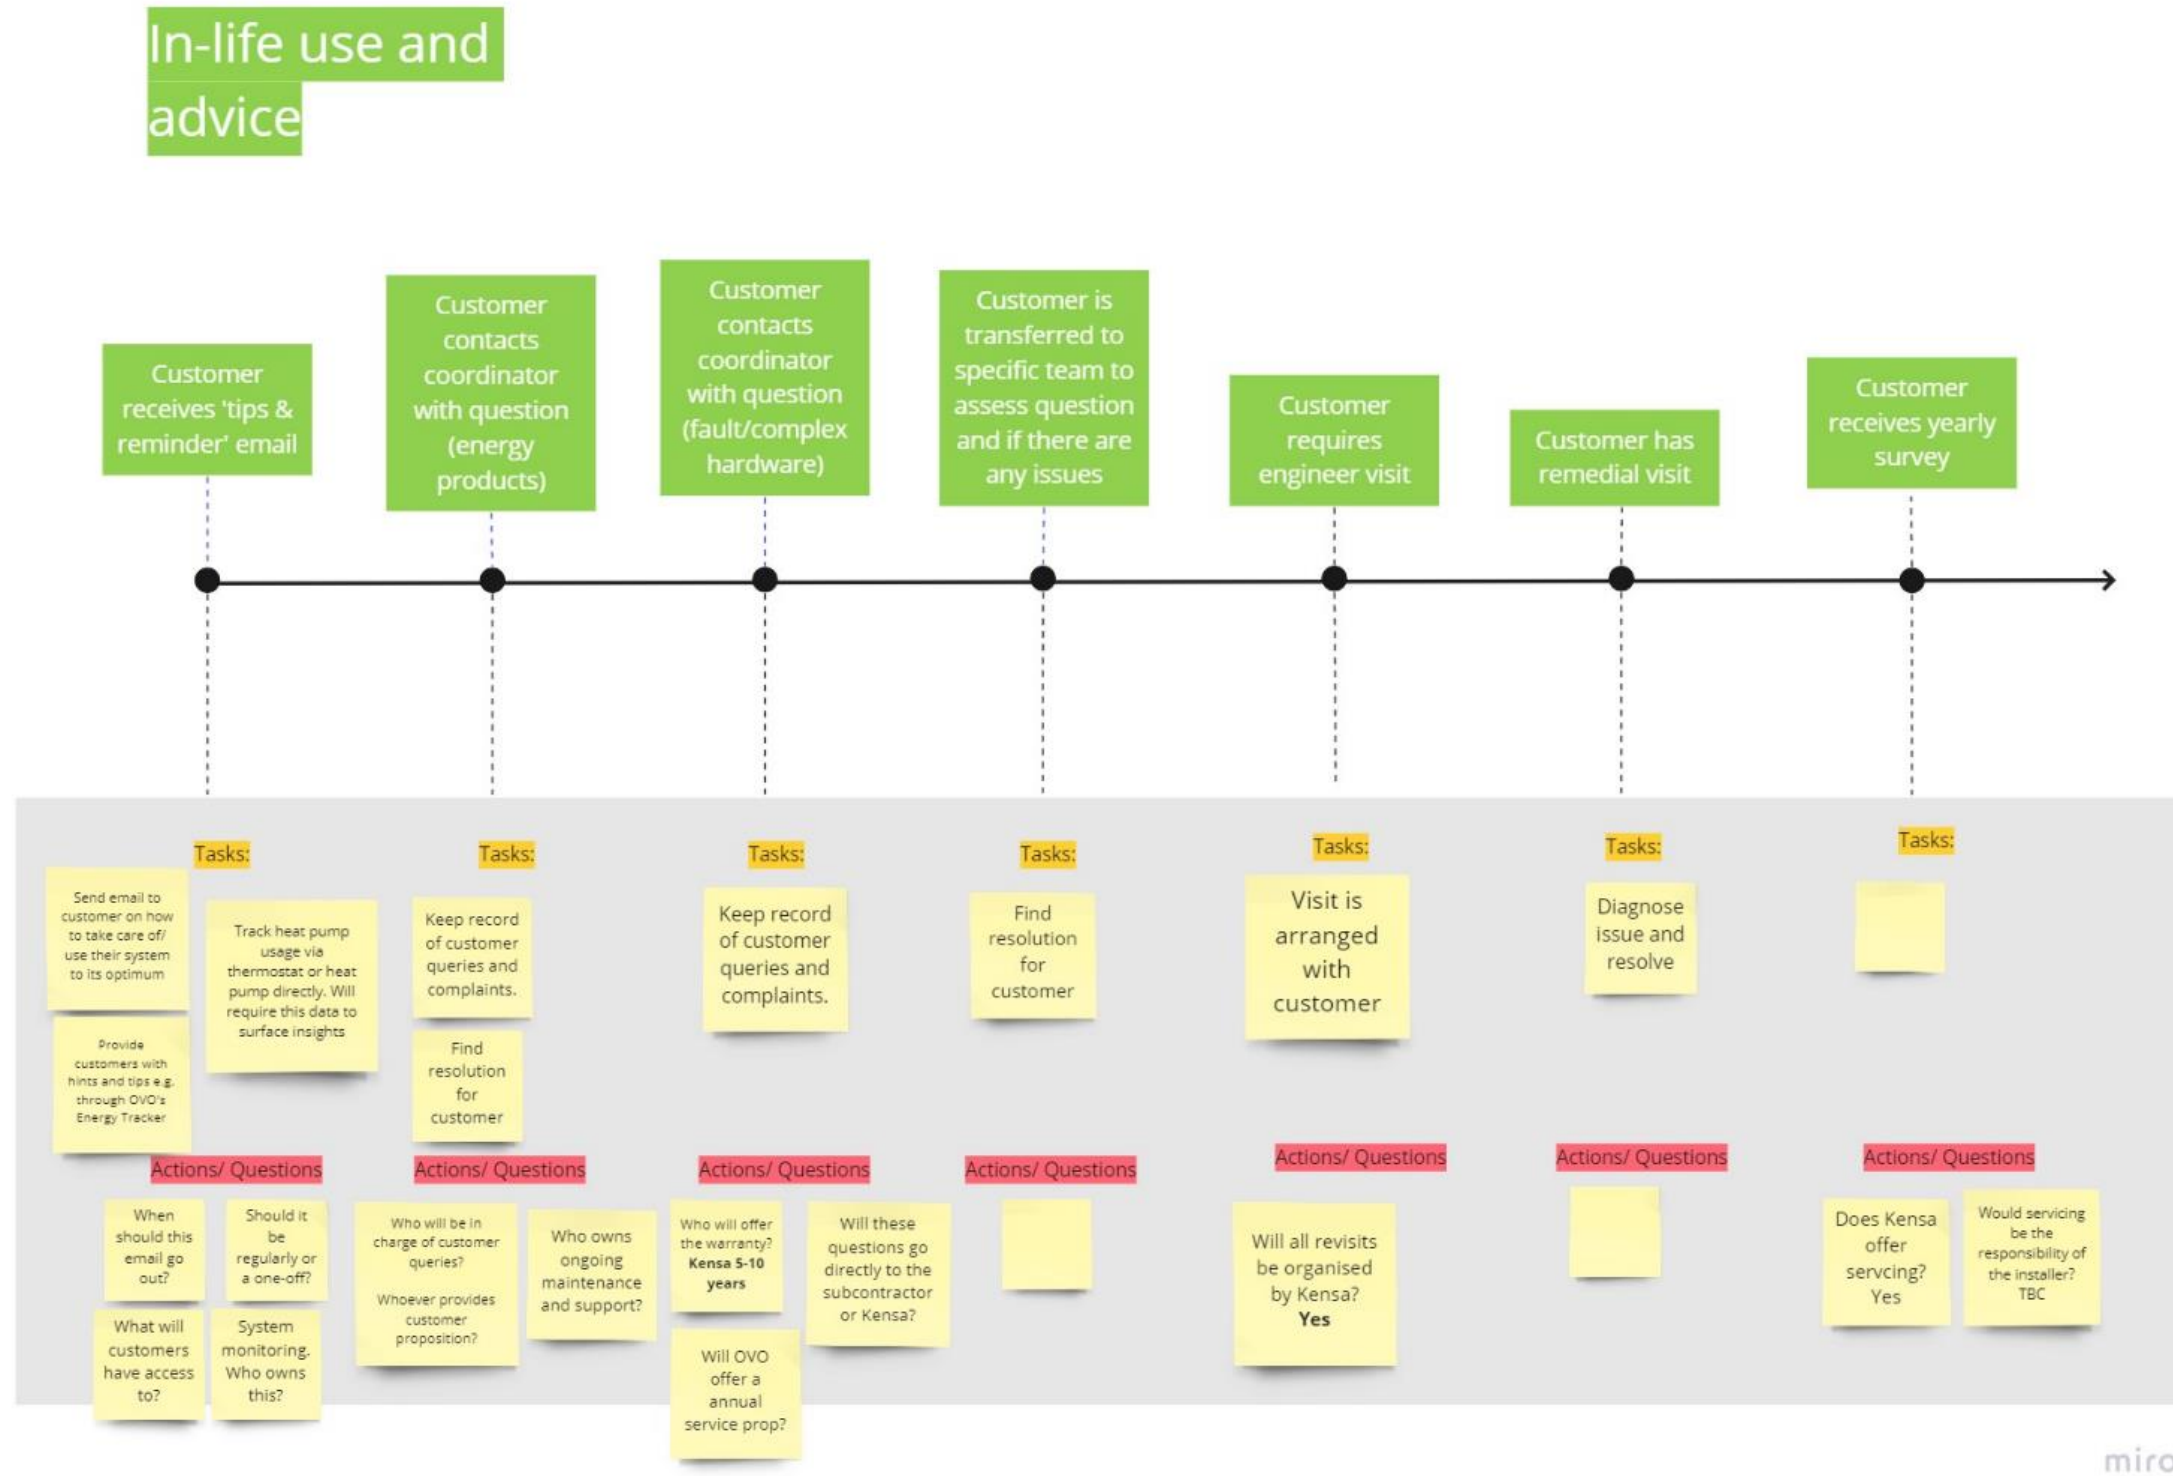 In-life use and
advice
Customer
receives 'tips &
reminder' email
Customer
contacts
coordinator
with question
(energy
products)
Customer
contacts
coordinator
with question
(fault/complex
hardware)
Customer is
transferred to
specific team to
assess question
and if there are
any issues
Customer
requires
engineer visit
Customer has
remedial visit
Customer
receives yearly
survey
Tasks:
Send email to
customer on how
to take care of/
use their system
to its optimum
Track heat pump
usage via
thermostat or heat
pump directly. Will
require this data to
surface insights
Provide
customers with
hints and tips e.g.
through OVO's
Energy Tracker
Tasks:
Keep record
of customer
queries and
complaints.
Find
resolution
for
customer
Tasks:
Keep record
of customer
queries and
complaints.
Tasks:
Find
resolution
for
customer
Tasks:
Visit is
arranged
with
customer
Tasks:
Diagnose
issue and
resolve
Tasks:
Actions/ Questions
When
should this
email go
out?
Should it
be
regularly or
a one-off?
What will
customers
have access
to?
System
monitoring.
Who owns
this?
Actions/ Questions
Who will be in
charge of customer
queries?
Whoever provides
customer
proposition?
Who owns
ongoing
maintenance
and support?
Actions/ Questions
Who will offer
the warranty?
Kensa 5-10
years
Will these
questions go
directly to the
subcontractor
or Kensa?
Will OVO
offer a
annual
service prop?
Actions/ Questions
Actions/ Questions
Will all revisits
be organised
by Kensa?
Yes
Actions/ Questions
Actions/ Questions
Does Kensa
offer
servcing?
Yes
Would servicing
be the
responsibility of
the installer?
TBC
miro